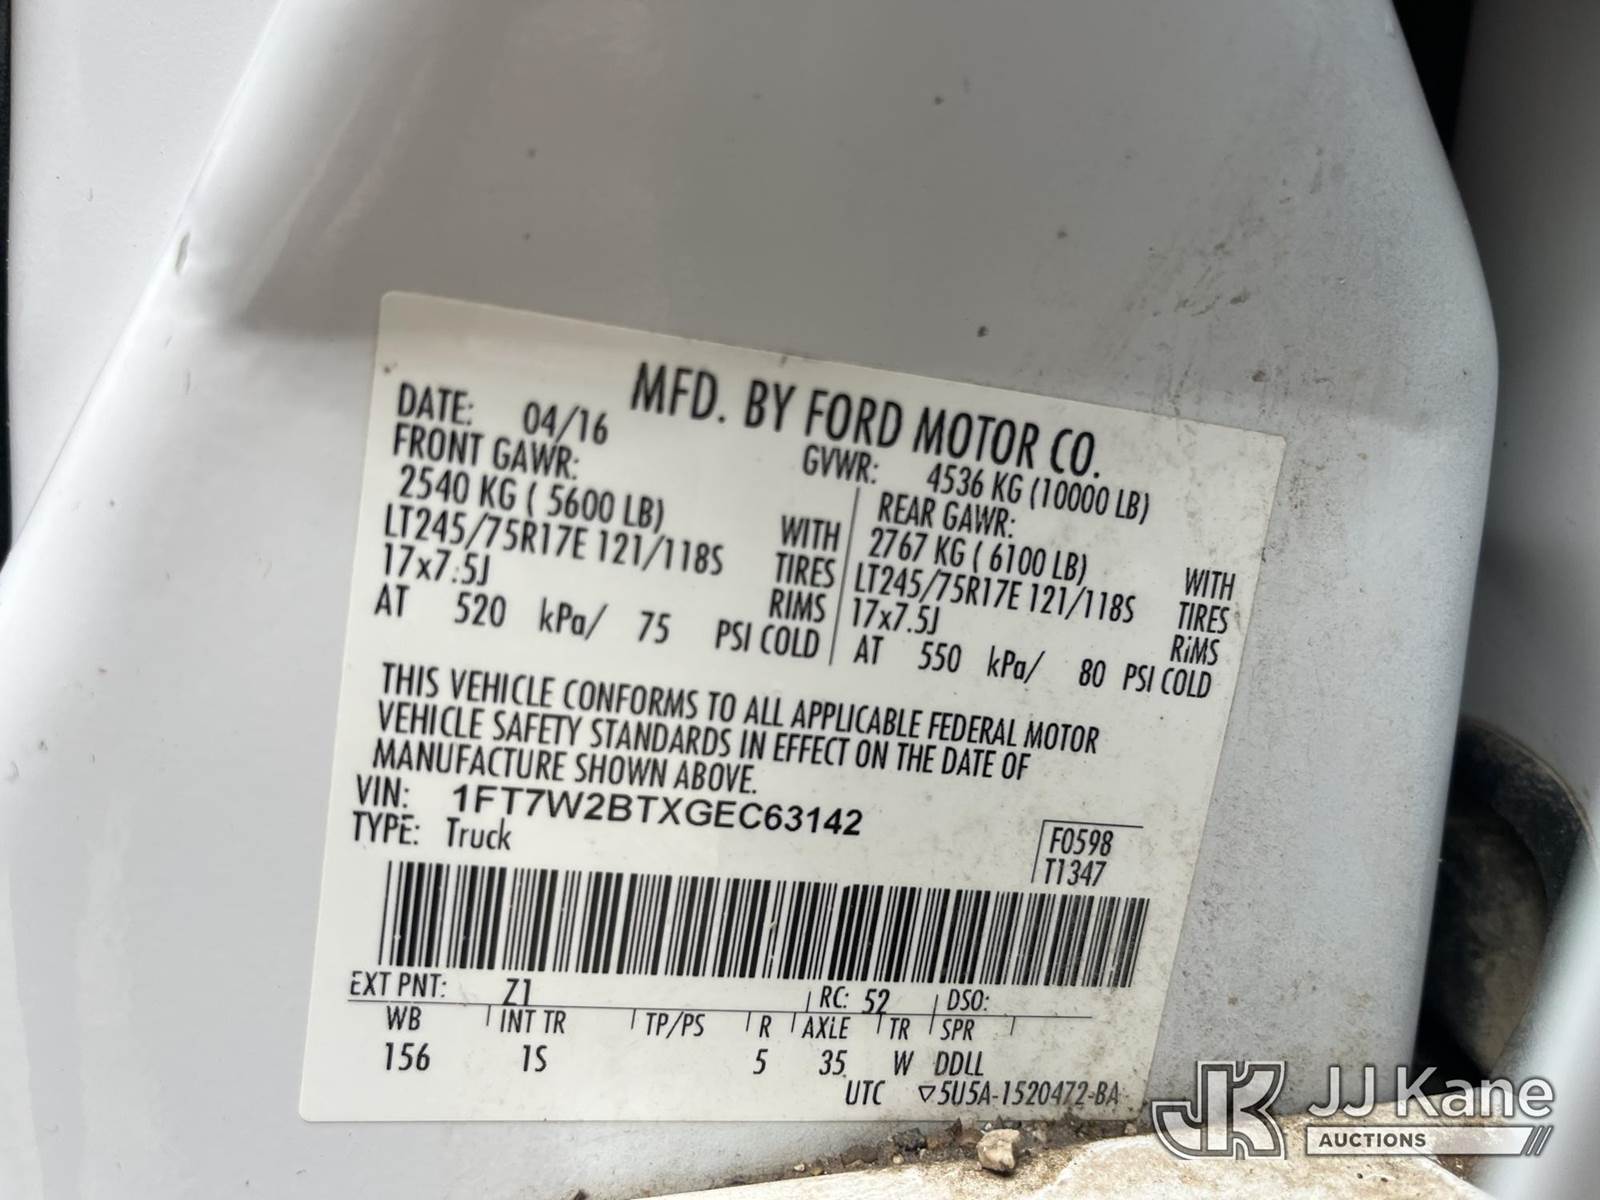 MFD. BY FORD MOTOR CO.
DATE: 04/16 GVWR: 4536 KG (10000 LB)
FRONT GAWR: REAR GAWR:
2540 KG ( 5600 LB) WITH 2767 KG ( 6100 LB) WITH
LT245/75R17E 121/118S TIRES LT245/75R17E 121/118S TIRES
17x7.5J RIMS 17x7.5J RIMS
AT 520 kPa/ 75 PSI COLD AT 550 kPa/ 80 PSI COLD
THIS VEHICLE CONFORMS TO ALL APPLICABLE FEDERAL MOTOR
VEHICLE SAFETY STANDARDS IN EFFECT ON THE DATE OF
MANUFACTURE SHOWN ABOVE.
VIN: 1FT7W2BTXGEC63142
TYPE: Truck
F0598
T1347
EXT PNT: Z1 RC: 52 DSO:
WB INT TR TP/PS R AXLE TR SPR
156 1S 5 35 W DDLL
UTC ▽5U5A-1520472-BA
JK JJ Kane
AUCTIONS